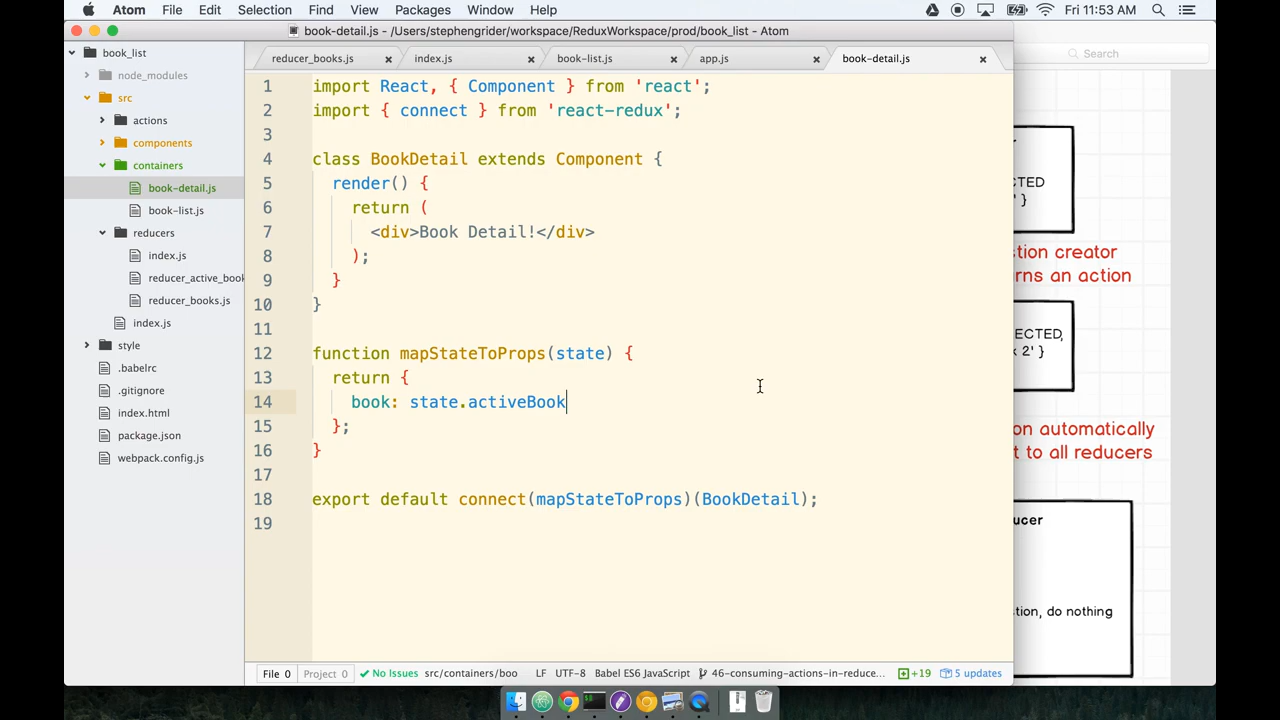 Atom File Edit Selection Find View Packages Window Help Fri 11:53 AM
book-detail.js - /Users/stephengrider/workspace/ReduxWorkspace/prod/book_list - Atom
Search
book_list
node_modules
src
actions
components
containers
book-detail.js
book-list.js
reducers
index.js
reducer_active_book
reducer_books.js
index.js
style
.babelrc
.gitignore
index.html
package.json
webpack.config.js
reducer_books.js index.js book-list.js app.js book-detail.js
1 import React, { Component } from 'react';
2 import { connect } from 'react-redux';
3
4 class BookDetail extends Component {
5 render() {
6 return (
7 <div>Book Detail!</div>
8 );
9 }
10 }
11
12 function mapStateToProps(state) {
13 return {
14 book: state.activeBook
15 };
16 }
17
18 export default connect(mapStateToProps)(BookDetail);
19
File 0 Project 0 No Issues src/containers/boo LF UTF-8 Babel ES6 JavaScript 46-consuming-actions-in-reduce... +19 5 updates
ECTED
' }
tion creator
rns an action
ECTED,
k 2' }
on automatically
t to all reducers
ucer
tion, do nothing